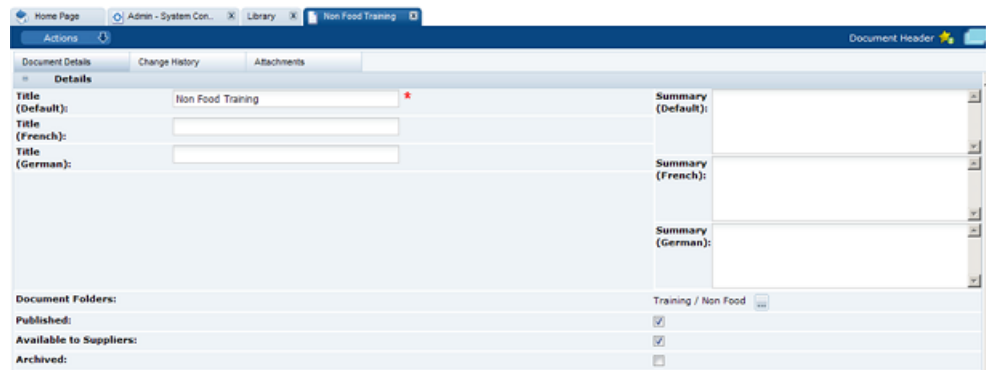 Home Page Admin - System Con.. X Library X Non Food Training X
Actions Document Header
Document Details Change History Attachments
Details
Title Non Food Training * Summary
(Default): (Default):
Title
(French):
Title
(German):
Summary
(French):
Summary
(German):
Document Folders: Training / Non Food ...
Published:
Available to Suppliers:
Archived: